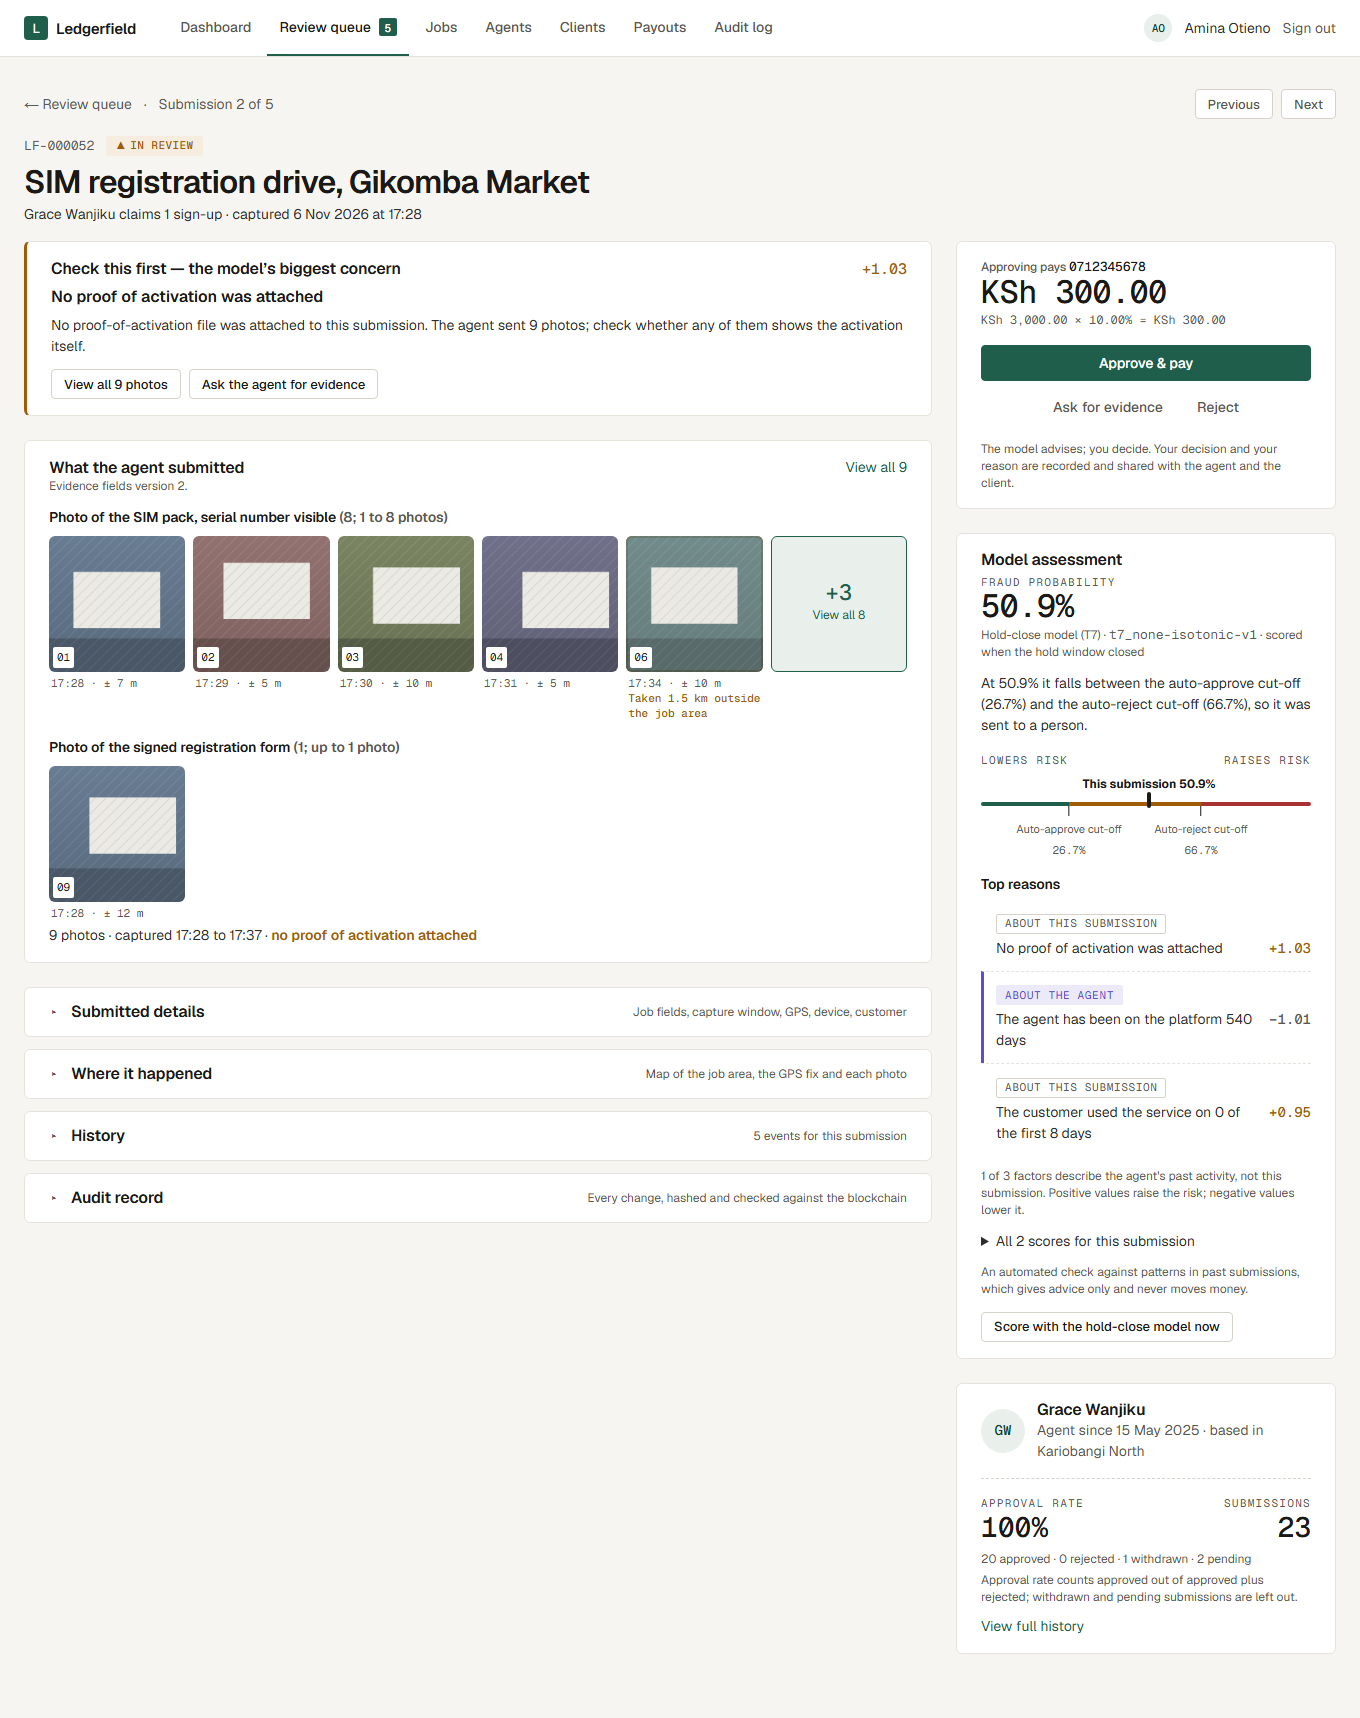 L Ledgerfield Dashboard Review queue 5 Jobs Agents Clients Payouts Audit log AO Amina Otieno Sign out
← Review queue · Submission 2 of 5 Previous Next
LF-000052 ▲ IN REVIEW
SIM registration drive, Gikomba Market
Grace Wanjiku claims 1 sign-up · captured 6 Nov 2026 at 17:28
Check this first — the model’s biggest concern +1.03
No proof of activation was attached
No proof-of-activation file was attached to this submission. The agent sent 9 photos; check whether any of them shows the activation
itself.
View all 9 photos Ask the agent for evidence
What the agent submitted View all 9
Evidence fields version 2.
Photo of the SIM pack, serial number visible (8; 1 to 8 photos)
01 02 03 04 06 +3
View all 8
17:28 · ± 7 m 17:29 · ± 5 m 17:30 · ± 10 m 17:31 · ± 5 m 17:34 · ± 10 m
Taken 1.5 km outside
the job area
Photo of the signed registration form (1; up to 1 photo)
09
17:28 · ± 12 m
9 photos · captured 17:28 to 17:37 · no proof of activation attached
Submitted details Job fields, capture window, GPS, device, customer
Where it happened Map of the job area, the GPS fix and each photo
History 5 events for this submission
Audit record Every change, hashed and checked against the blockchain
Approving pays 0712345678
KSh 300.00
KSh 3,000.00 × 10.00% = KSh 300.00
Approve & pay
Ask for evidence Reject
The model advises; you decide. Your decision and your
reason are recorded and shared with the agent and the
client.
Model assessment
FRAUD PROBABILITY
50.9%
Hold-close model (T7) · t7_none-isotonic-v1 · scored
when the hold window closed
At 50.9% it falls between the auto-approve cut-off
(26.7%) and the auto-reject cut-off (66.7%), so it was
sent to a person.
LOWERS RISK RAISES RISK
This submission 50.9%
Auto-approve cut-off Auto-reject cut-off
26.7% 66.7%
Top reasons
ABOUT THIS SUBMISSION
No proof of activation was attached +1.03
ABOUT THE AGENT
The agent has been on the platform 540 −1.01
days
ABOUT THIS SUBMISSION
The customer used the service on 0 of +0.95
the first 8 days
1 of 3 factors describe the agent's past activity, not this
submission. Positive values raise the risk; negative values
lower it.
▶ All 2 scores for this submission
An automated check against patterns in past submissions,
which gives advice only and never moves money.
Score with the hold-close model now
GW Grace Wanjiku
Agent since 15 May 2025 · based in
Kariobangi North
APPROVAL RATE SUBMISSIONS
100% 23
20 approved · 0 rejected · 1 withdrawn · 2 pending
Approval rate counts approved out of approved plus
rejected; withdrawn and pending submissions are left out.
View full history